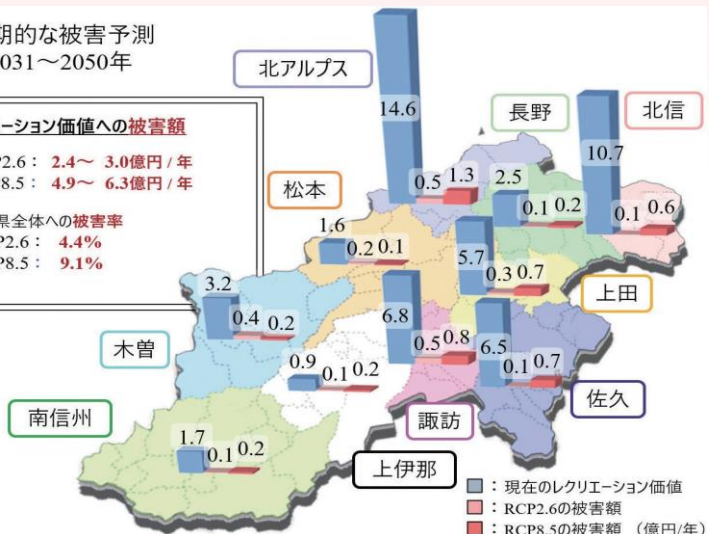 期的な被害予測
031～2050年
ーション価値への被害額
2.6： 2.4～ 3.0億円 / 年
8.5： 4.9～ 6.3億円 / 年
県全体への被害率
P2.6： 4.4%
P8.5： 9.1%
北アルプス
14.6
0.5 1.3
長野
2.5
0.1 0.2
北信
10.7
0.1 0.6
松本
1.6
0.2 0.1
上田
5.7
0.3 0.7
木曽
3.2
0.4 0.2
諏訪
6.8
0.5 0.8
佐久
6.5
0.1 0.7
上伊那
0.9
0.1 0.2
南信州
1.7
0.1 0.2
：現在のレクリエーション価値
：RCP2.6の被害額
：RCP8.5の被害額 （億円/年）